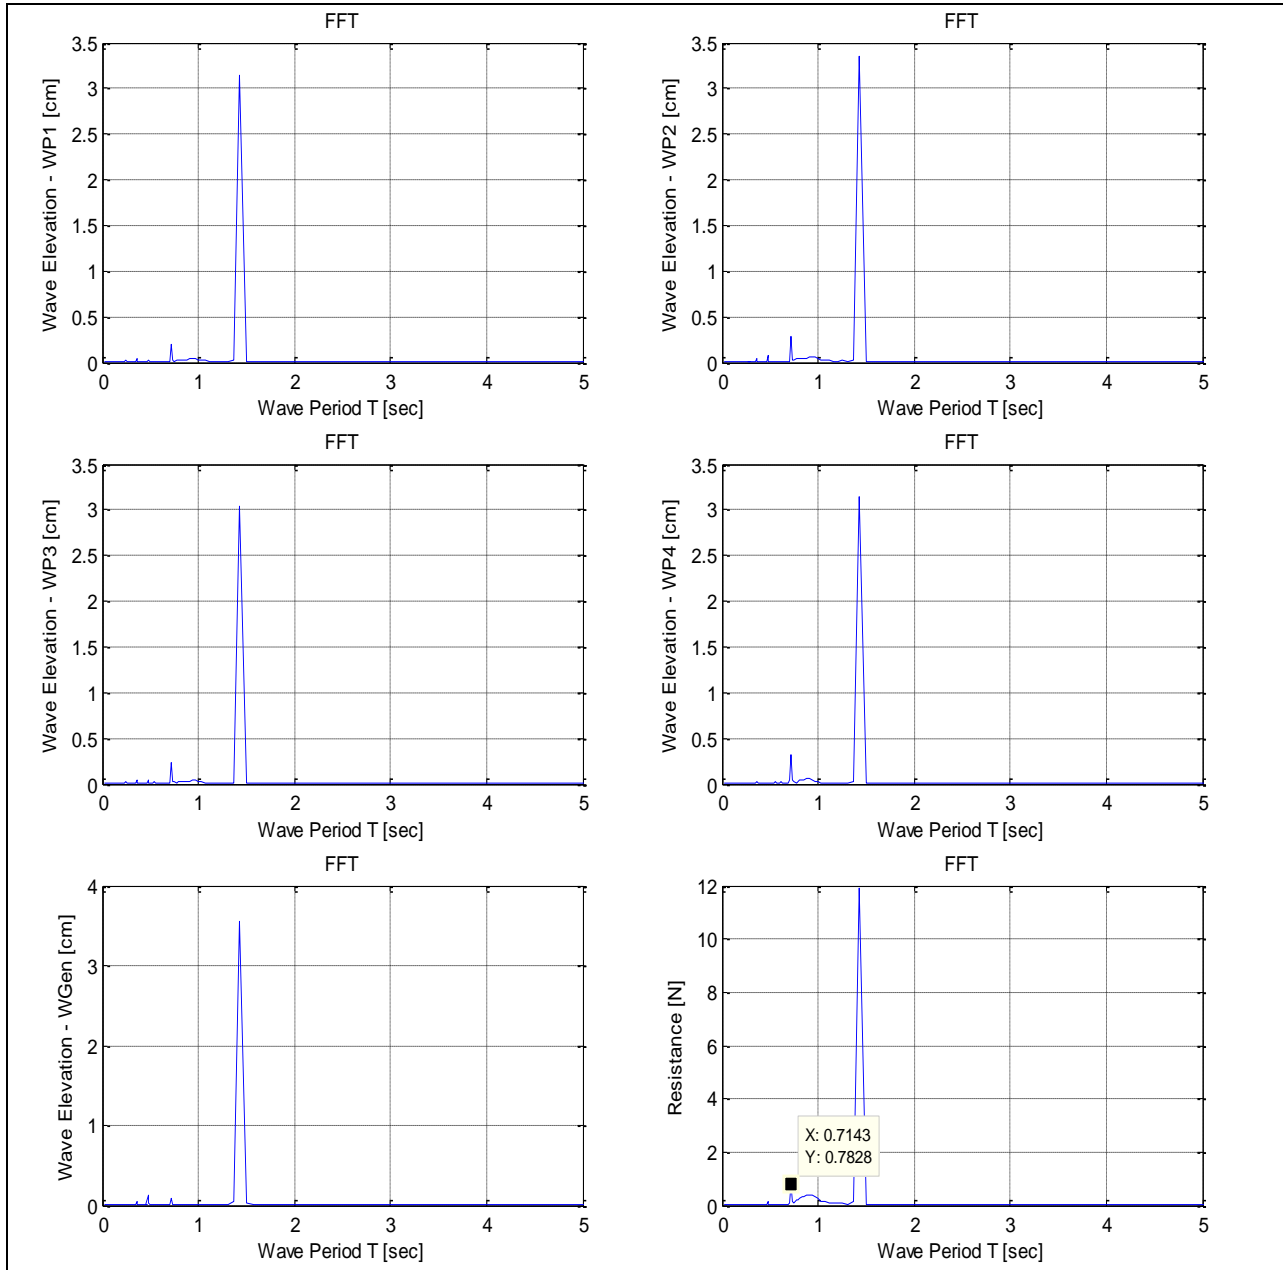 FFT
3.5
3
2.5
2
1.5
1
0.5
0
Wave Elevation - WP1 [cm]
0 1 2 3 4 5
Wave Period T [sec]
FFT
3.5
3
2.5
2
1.5
1
0.5
0
Wave Elevation - WP2 [cm]
0 1 2 3 4 5
Wave Period T [sec]
FFT
3.5
3
2.5
2
1.5
1
0.5
0
Wave Elevation - WP3 [cm]
0 1 2 3 4 5
Wave Period T [sec]
FFT
3.5
3
2.5
2
1.5
1
0.5
0
Wave Elevation - WP4 [cm]
0 1 2 3 4 5
Wave Period T [sec]
FFT
4
3
2
1
0
Wave Elevation - WGen [cm]
0 1 2 3 4 5
Wave Period T [sec]
FFT
12
10
8
6
4
2
0
Resistance [N]
X: 0.7143
Y: 0.7828
0 1 2 3 4 5
Wave Period T [sec]